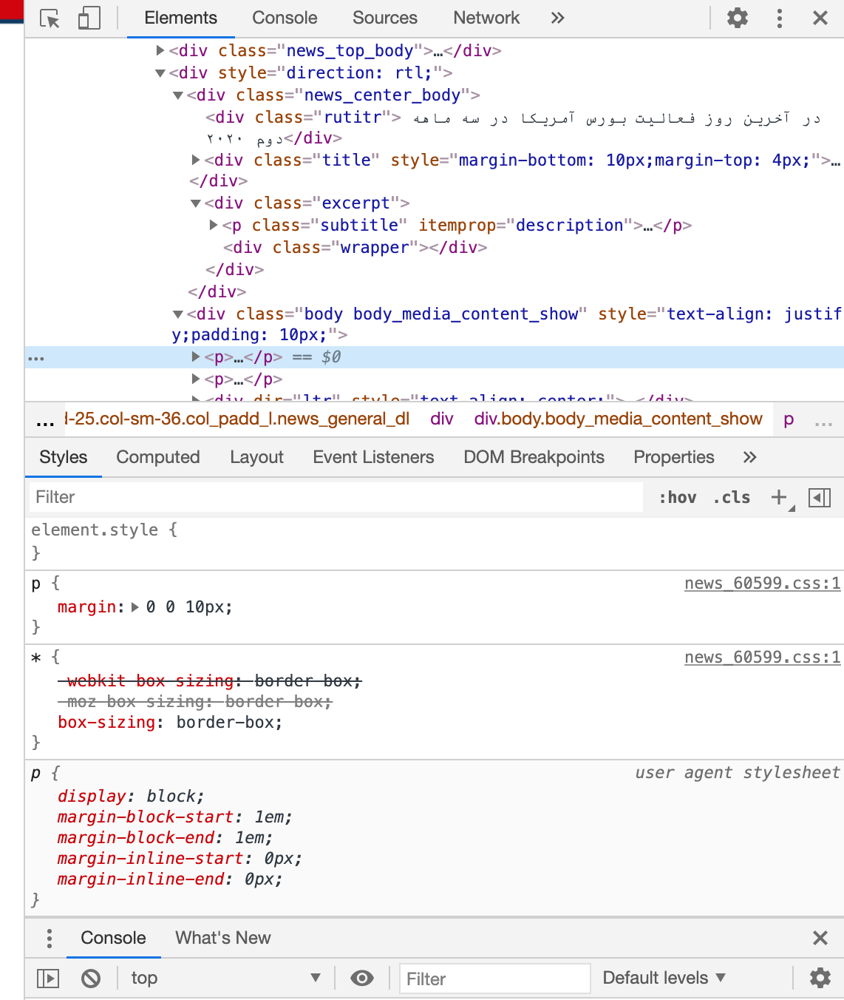 Elements Console Sources Network »
<div class="news_top_body">…</div>
<div style="direction: rtl;">
<div class="news_center_body">
<div class="rutitr"> در آخرین روز فعالیت بورس آمریکا در سه ماهه
دوم ۲۰۲۰</div>
<div class="title" style="margin-bottom: 10px;margin-top: 4px;">…
</div>
<div class="excerpt">
<p class="subtitle" itemprop="description">…</p>
<div class="wrapper"></div>
</div>
</div>
<div class="body body_media_content_show" style="text-align: justif
y;padding: 10px;">
… <p>…</p> == $0
<p>…</p>
<div dir="ltr" style="text-align: center;">…</div>
… d-25.col-sm-36.col_padd_l.news_general_dl div div.body.body_media_content_show p …
Styles Computed Layout Event Listeners DOM Breakpoints Properties »
Filter :hov .cls +
element.style {
}
p { news_60599.css:1
margin: 0 0 10px;
}
* { news_60599.css:1
-webkit-box-sizing: border-box;
-moz-box-sizing: border-box;
box-sizing: border-box;
}
p { user agent stylesheet
display: block;
margin-block-start: 1em;
margin-block-end: 1em;
margin-inline-start: 0px;
margin-inline-end: 0px;
}
Console What's New
top Filter Default levels